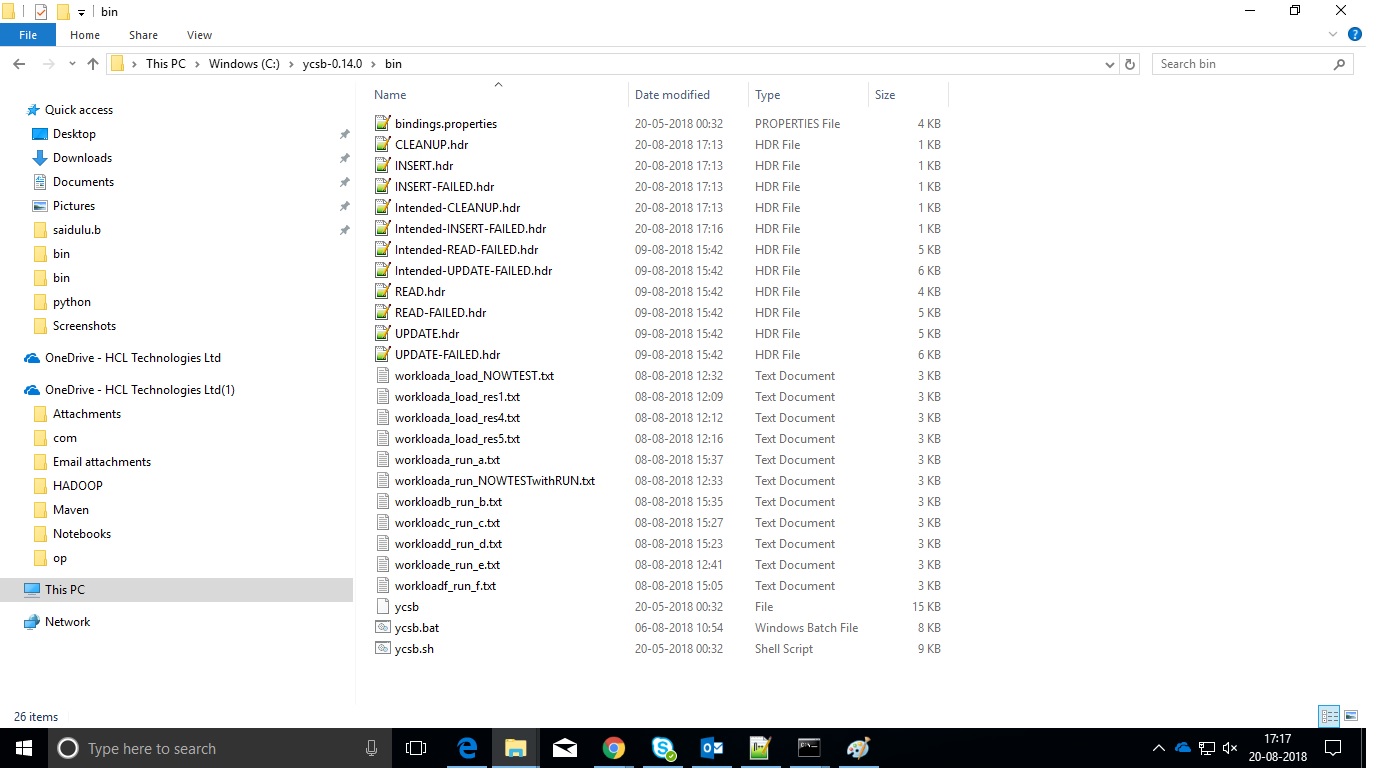 bin
File Home Share View
This PC Windows (C:) ycsb-0.14.0 bin
Search bin
Name Date modified Type Size
Quick access
Desktop
Downloads
Documents
Pictures
saidulu.b
bin
bin
python
Screenshots
OneDrive - HCL Technologies Ltd
OneDrive - HCL Technologies Ltd(1)
Attachments
com
Email attachments
HADOOP
Maven
Notebooks
op
This PC
Network
bindings.properties 20-05-2018 00:32 PROPERTIES File 4 KB
CLEANUP.hdr 20-08-2018 17:13 HDR File 1 KB
INSERT.hdr 20-08-2018 17:13 HDR File 1 KB
INSERT-FAILED.hdr 20-08-2018 17:13 HDR File 1 KB
Intended-CLEANUP.hdr 20-08-2018 17:13 HDR File 1 KB
Intended-INSERT-FAILED.hdr 20-08-2018 17:16 HDR File 1 KB
Intended-READ-FAILED.hdr 09-08-2018 15:42 HDR File 5 KB
Intended-UPDATE-FAILED.hdr 09-08-2018 15:42 HDR File 6 KB
READ.hdr 09-08-2018 15:42 HDR File 4 KB
READ-FAILED.hdr 09-08-2018 15:42 HDR File 5 KB
UPDATE.hdr 09-08-2018 15:42 HDR File 5 KB
UPDATE-FAILED.hdr 09-08-2018 15:42 HDR File 6 KB
workloada_load_NOWTEST.txt 08-08-2018 12:32 Text Document 3 KB
workloada_load_res1.txt 08-08-2018 12:09 Text Document 3 KB
workloada_load_res4.txt 08-08-2018 12:12 Text Document 3 KB
workloada_load_res5.txt 08-08-2018 12:16 Text Document 3 KB
workloada_run_a.txt 08-08-2018 15:37 Text Document 3 KB
workloada_run_NOWTESTwithRUN.txt 08-08-2018 12:33 Text Document 3 KB
workloadb_run_b.txt 08-08-2018 15:35 Text Document 3 KB
workloadc_run_c.txt 08-08-2018 15:27 Text Document 3 KB
workloadd_run_d.txt 08-08-2018 15:23 Text Document 3 KB
workloade_run_e.txt 08-08-2018 12:41 Text Document 3 KB
workloadf_run_f.txt 08-08-2018 15:05 Text Document 3 KB
ycsb 20-05-2018 00:32 File 15 KB
ycsb.bat 06-08-2018 10:54 Windows Batch File 8 KB
ycsb.sh 20-05-2018 00:32 Shell Script 9 KB
26 items
Type here to search
17:17
20-08-2018